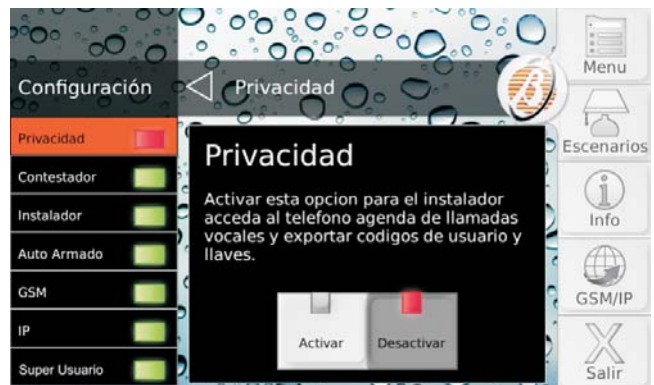 Configuración
Privacidad
Menu
Escenarios
Info
GSM/IP
Salir
Privacidad
Contestador
Instalador
Auto Armado
GSM
IP
Super Usuario
Privacidad
Activar esta opcion para el instalador
acceda al telefono agenda de llamadas
vocales y exportar codigos de usuario y
llaves.
Activar
Desactivar